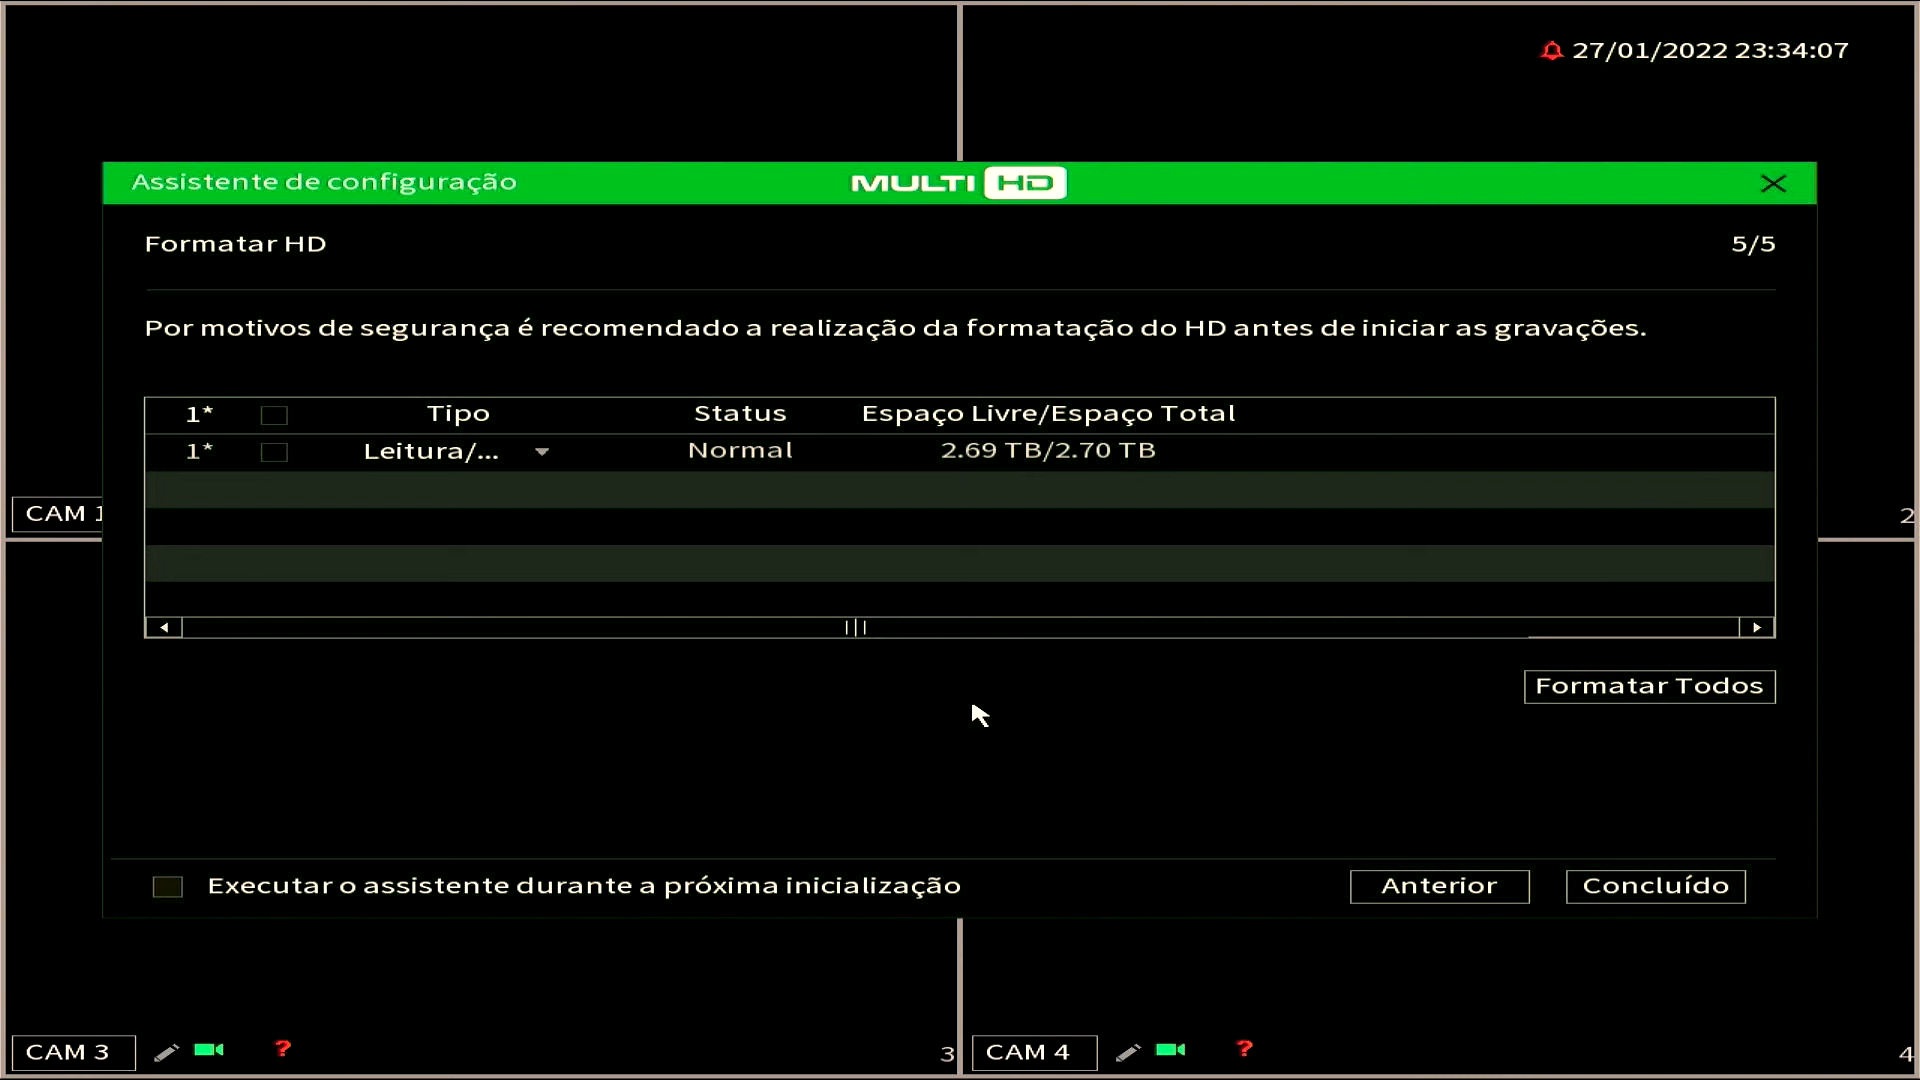 27/01/2022 23:34:07
Assistente de configuração
MULTI HD
Formatar HD
5/5
Por motivos de segurança é recomendado a realização da formatação do HD antes de iniciar as gravações.
1* Tipo Status Espaço Livre/Espaço Total
1* Leitura/... Normal 2.69 TB/2.70 TB
CAM 1
2
Formatar Todos
Executar o assistente durante a próxima inicialização
Anterior
Concluído
CAM 3 ? 3
CAM 4 ? 4